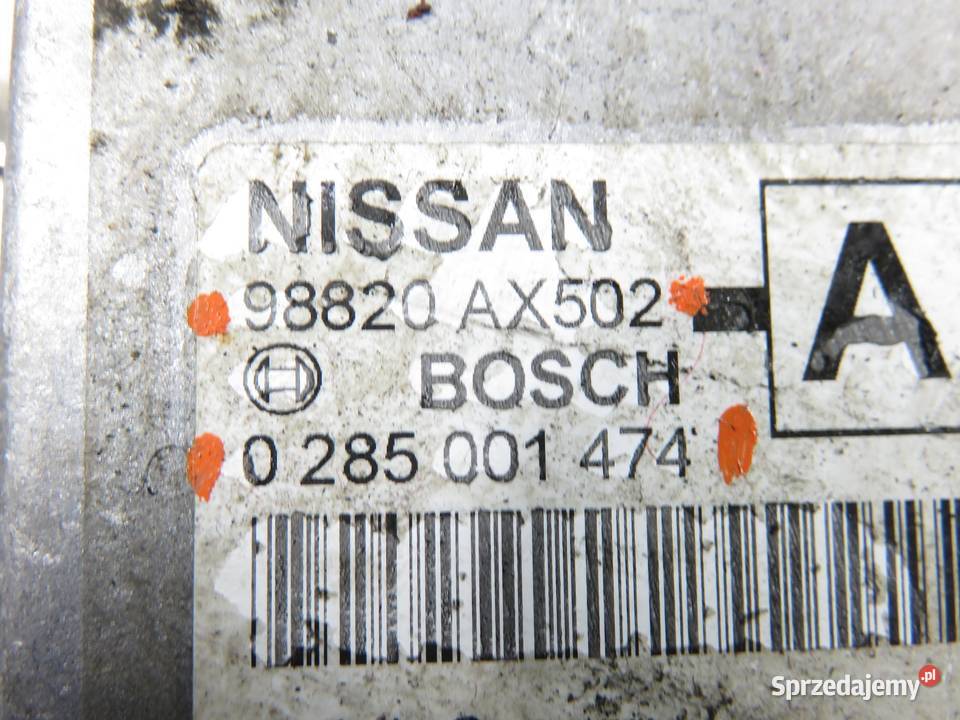 NISSAN
98820 AX502
A
BOSCH
0 285 001 474
Sprzedajemy.pl